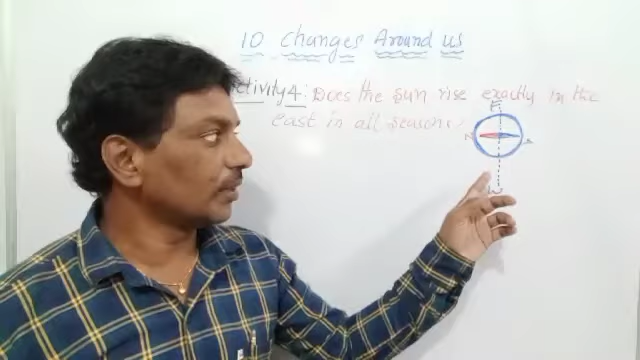 10 Changes Around us
Activity 4: Does the sun rise exactly in the
east in all seasons.
E
N
W